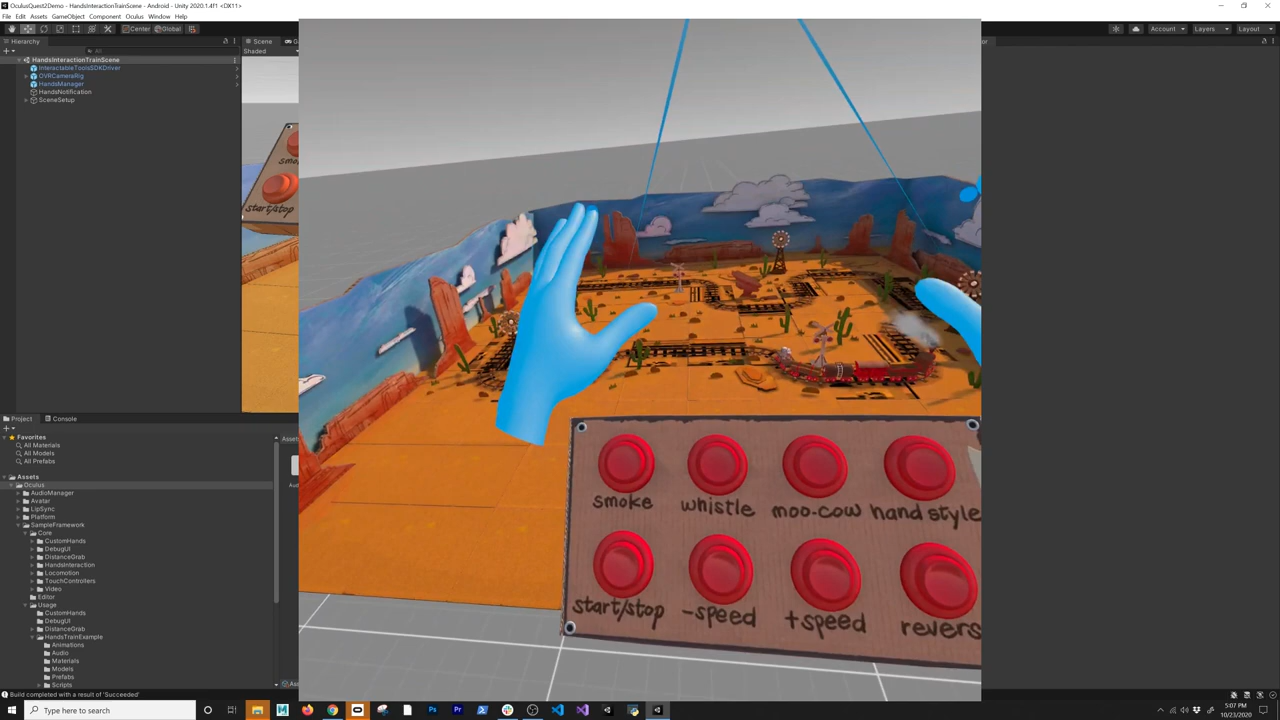 OculusQuest2Demo - HandsInteractionTrainScene - Android - Unity 2020.1.4f1 <DX11>
File Edit Assets GameObject Component Oculus Window Help
Center Global Account Layers Layout
Hierarchy
All
HandsInteractionTrainScene
InteractableToolsSDKDriver
OVRCameraRig
HandsManager
HandsNotification
SceneSetup
Scene
Shaded
smo
start/stop
smoke whistle moo-cow hand style
start/stop -speed +speed revers
Project Console
Favorites
All Materials
All Models
All Prefabs
Assets
Oculus
AudioManager
Avatar
LipSync
Platform
SampleFramework
Core
CustomHands
DebugUI
DistanceGrab
HandsInteraction
Locomotion
TouchControllers
Video
Editor
Usage
CustomHands
DebugUI
DistanceGrab
HandsTrainExample
Animations
Audio
Materials
Models
Prefabs
Scripts
Build completed with a result of 'Succeeded'
Type here to search
5:07 PM
10/23/2020